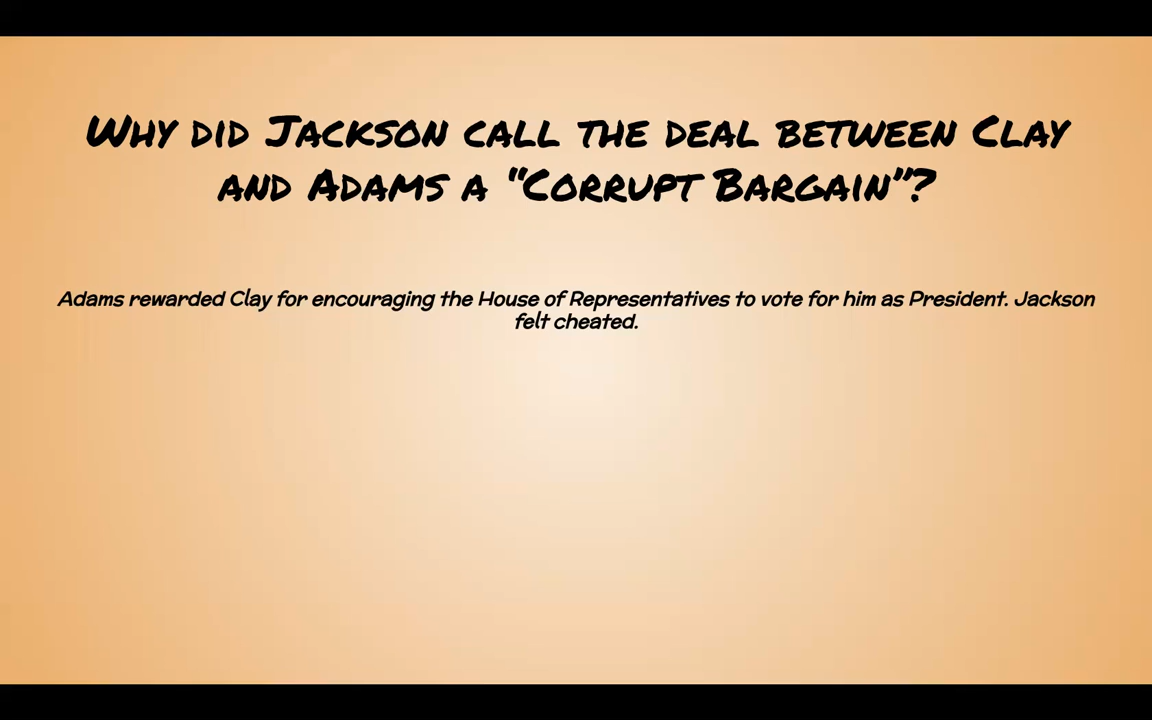 Why did Jackson call the deal between Clay
and Adams a “Corrupt Bargain”?
Adams rewarded Clay for encouraging the House of Representatives to vote for him as President. Jackson
felt cheated.